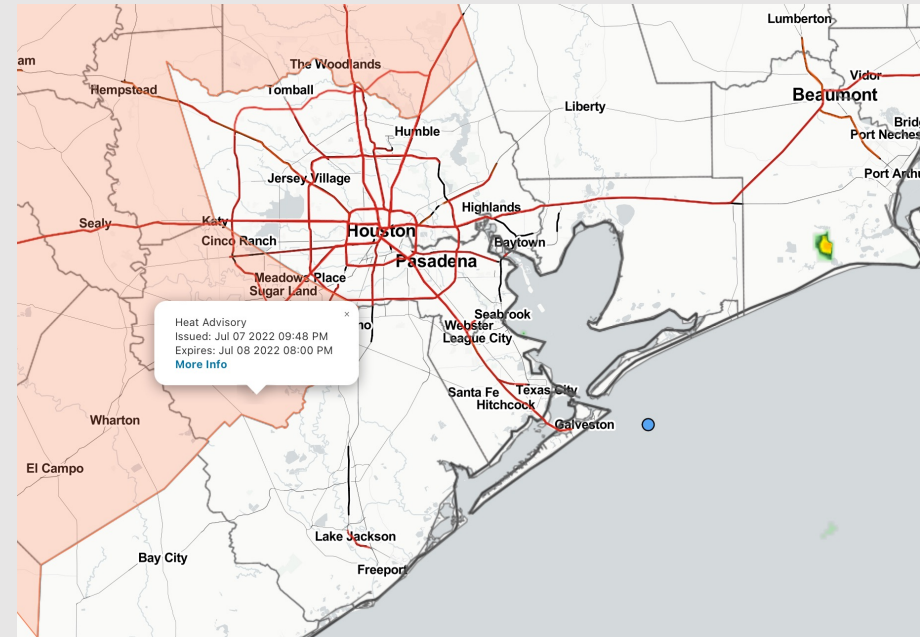 Lumberton
am
The Woodlands
Vidor
Hempstead
Tomball
Beaumont
Liberty
Humble
Port Neches
Port Arthu
Jersey Village
Highlands
Sealy
Katy
Houston
Cinco Ranch
Baytown
Pasadena
Meadows Place
Sugar Land
×
Heat Advisory
Issued: Jul 07 2022 09:48 PM
Expires: Jul 08 2022 08:00 PM
More Info
Seabrook
Webster
League City
Santa Fe
Texas City
Hitchcock
Galveston
Wharton
El Campo
Lake Jackson
Bay City
Freeport